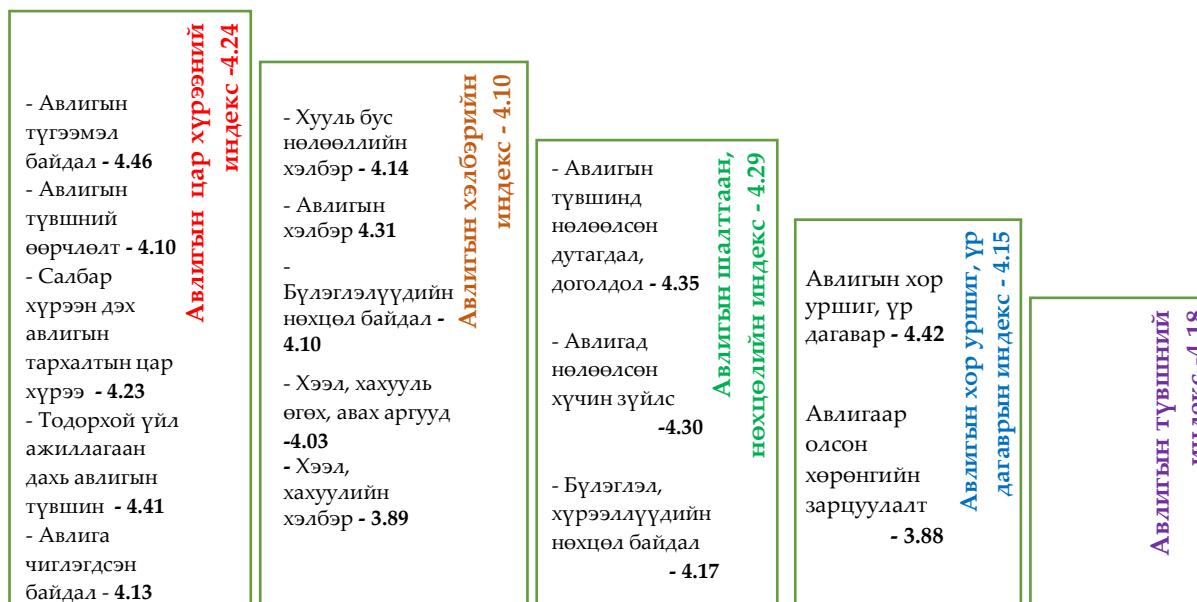 - Авлигын
түгээмэл
байдал - 4.46
- Авлигын
түвшний
өөрчлөлт - 4.10
- Салбар
хүрээн дэх
авлигын
тархалтын цар
хүрээ - 4.23
- Тодорхой үйл
ажиллагаан
дахь авлигын
түвшин - 4.41
- Авлига
чиглэгдсэн
байдал - 4.13
Авлигын цар хүрээний
индекс -4.24
- Хууль бус
нөлөөллийн
хэлбэр - 4.14
- Авлигын
хэлбэр 4.31
-
Бүлэглэлүүдийн
нөхцөл байдал -
4.10
- Хээл, хахууль
өгөх, авах аргууд
-4.03
- Хээл,
хахуулийн
хэлбэр - 3.89
Авлигын хэлбэрийн
индекс - 4.10
- Авлигын
түвшинд
нөлөөлсөн
дутагдал,
доголдол - 4.35
- Авлигад
нөлөөлсөн
хүчин зүйлс
-4.30
- Бүлэглэл,
хүрээллүүдийн
нөхцөл байдал
- 4.17
Авлигын шалтгаан,
нөхцөлийн индекс - 4.29
Авлигын хор
уршиг, үр
дагавар - 4.42
Авлигаар
олсон
хөрөнгийн
зарцуулалт
- 3.88
Авлигын хор уршиг, үр
дагаврын индекс - 4.15
Авлигын түвшний
индекс -4.18